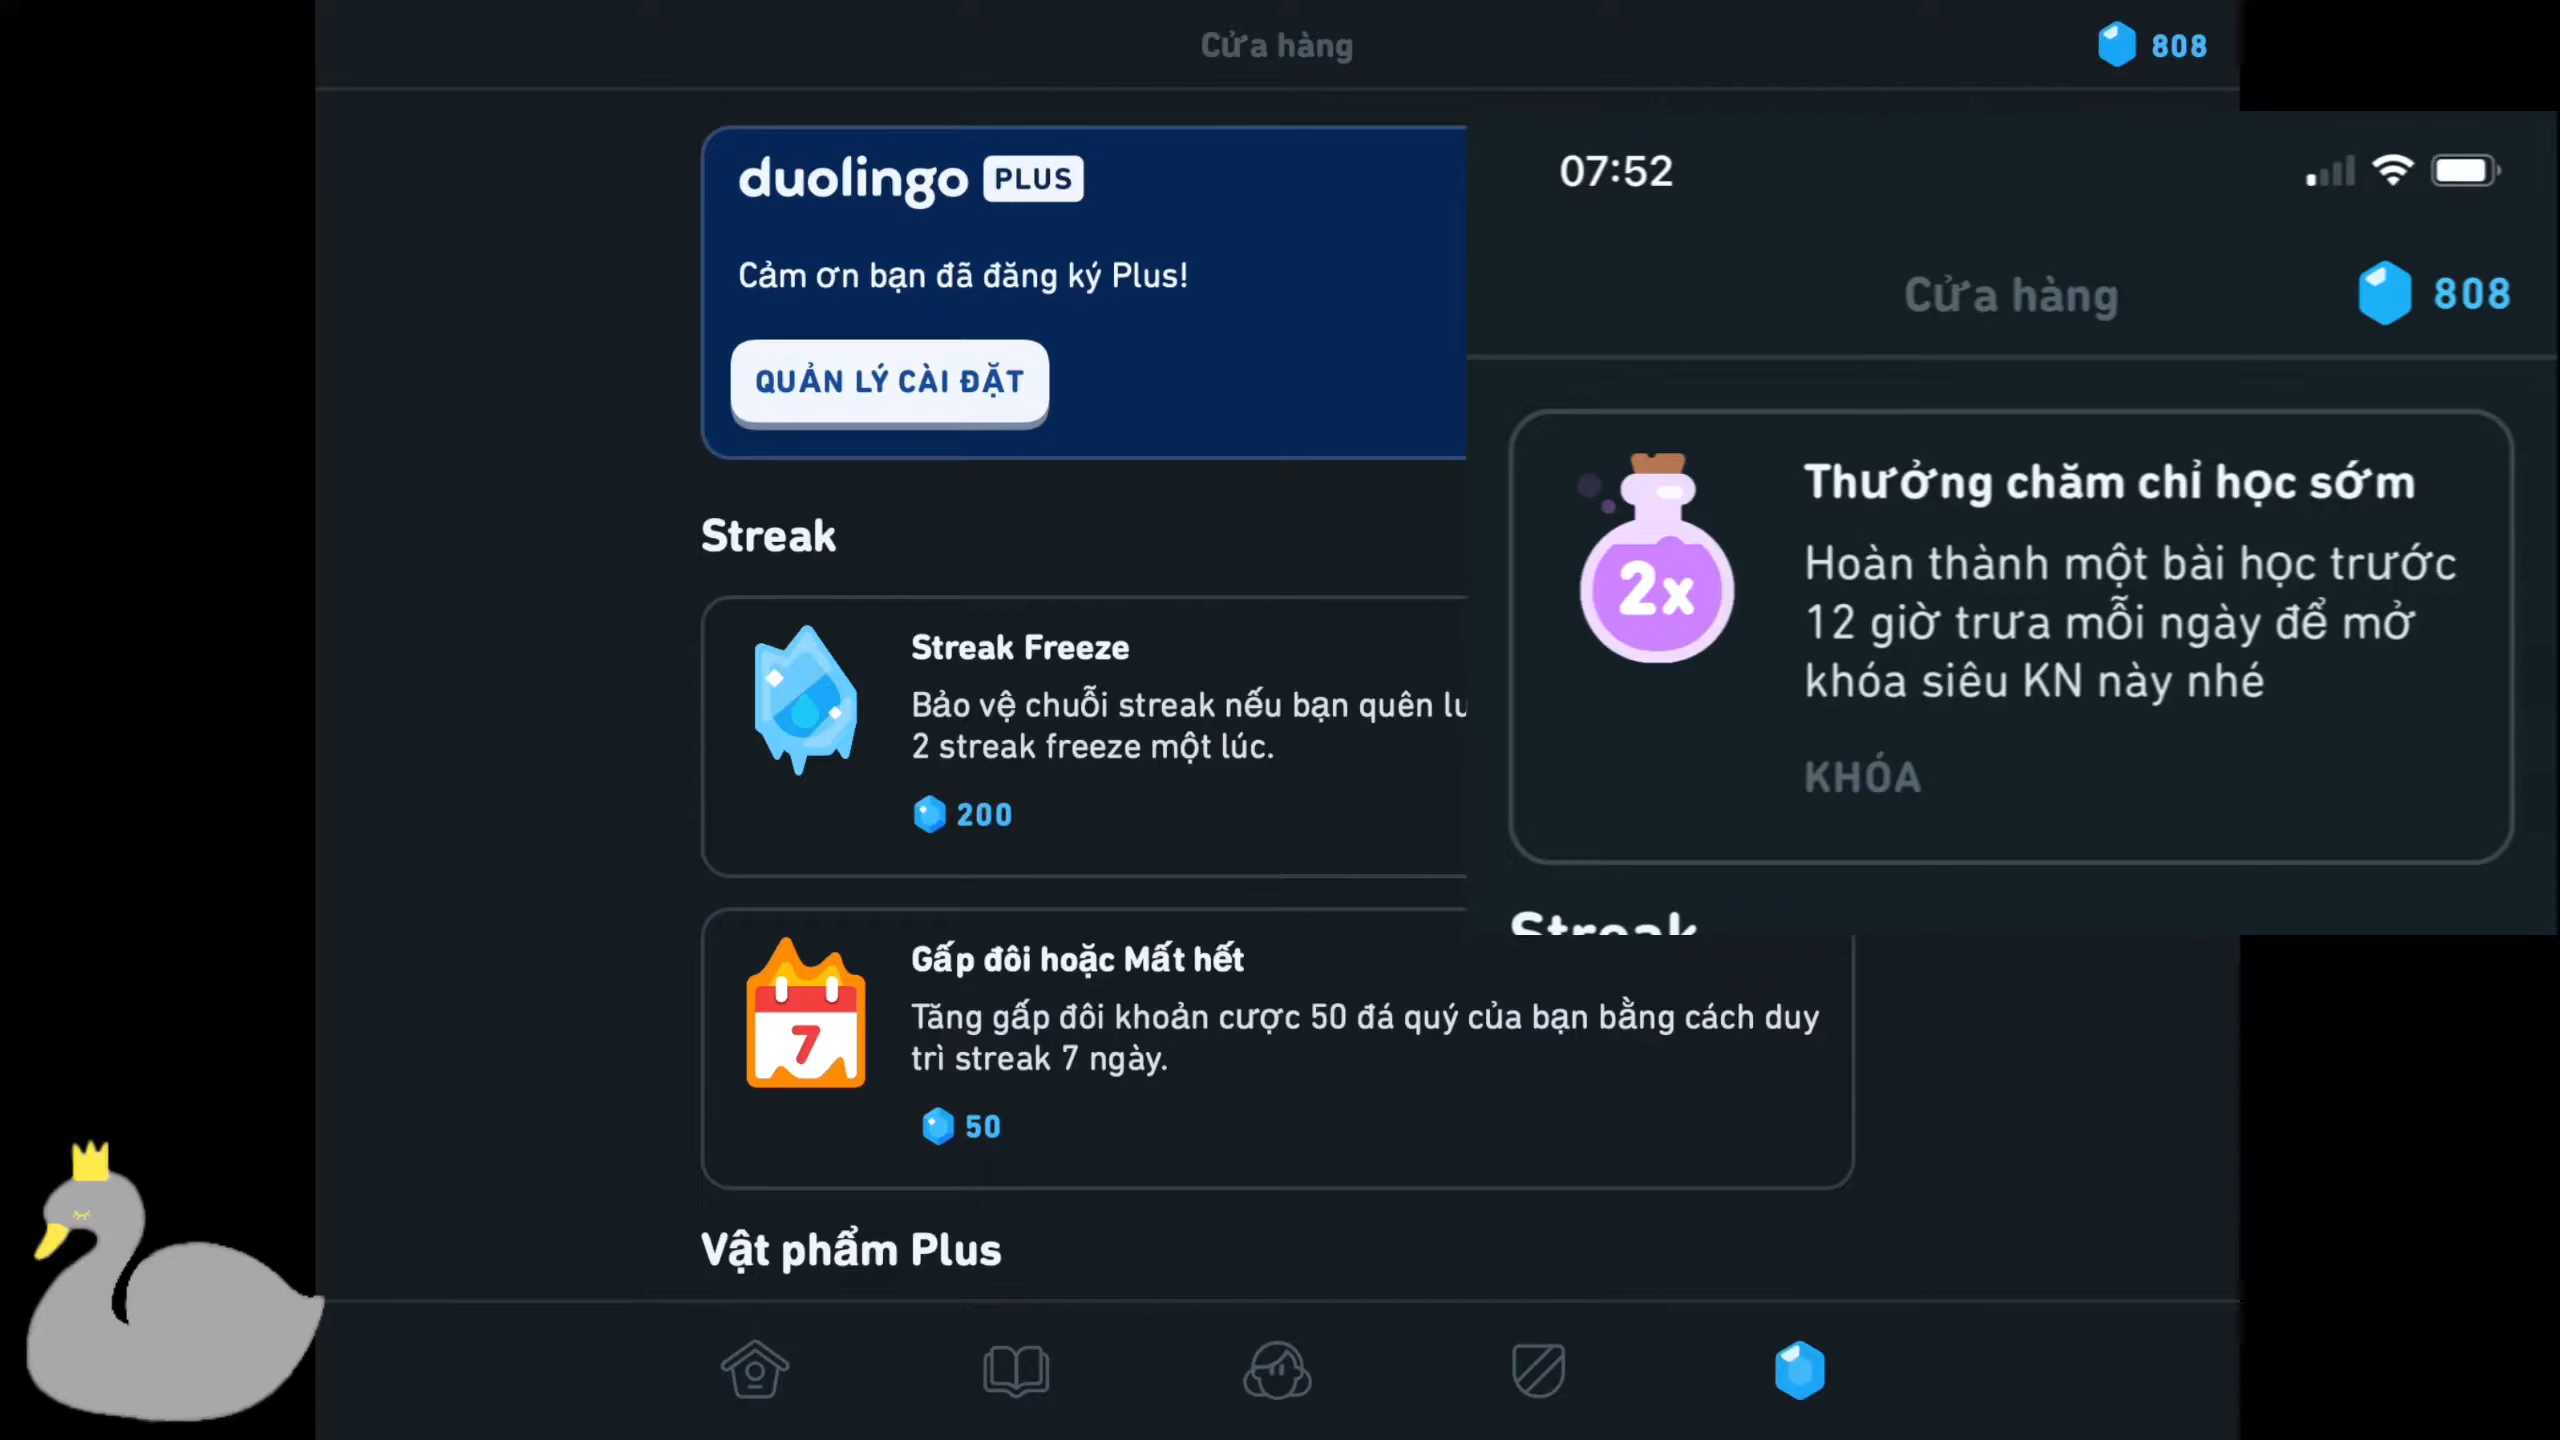 Cửa hàng
808
duolingo PLUS
Cảm ơn bạn đã đăng ký Plus!
QUẢN LÝ CÀI ĐẶT
Streak
Streak Freeze
Bảo vệ chuỗi streak nếu bạn quên
2 streak freeze một lúc.
200
7
Gấp đôi hoặc Mất hết
Tăng gấp đôi khoản cược 50 đá quý của bạn bằng cách duy
trì streak 7 ngày.
50
Vật phẩm Plus
07:52
Cửa hàng
808
2x
Thưởng chăm chỉ học sớm
Hoàn thành một bài học trước
12 giờ trưa mỗi ngày để mở
khóa siêu KN này nhé
KHÓA
Streak